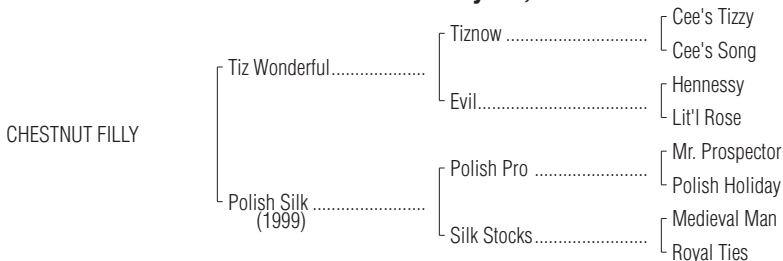 Cee's Tizzy
Tiznow ................................
Cee's Song
Tiz Wonderful.....................
Hennessy
Evil......................................
Lit'l Rose
CHESTNUT FILLY
Mr. Prospector
Polish Pro .........................
Polish Holiday
Polish Silk .........................
(1999)
Medieval Man
Silk Stocks.........................
Royal Ties